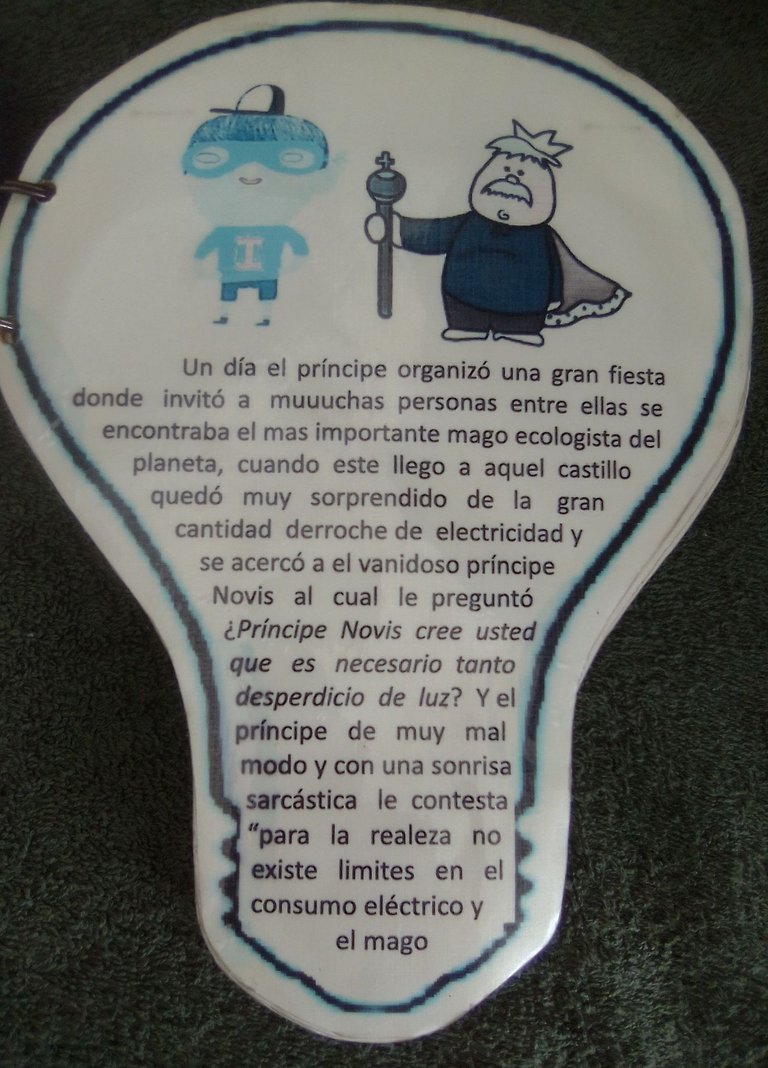 I
Un día el príncipe organizó una gran fiesta
donde invitó a muuuchas personas entre ellas se
encontraba el mas importante mago ecologista del
planeta, cuando este llego a aquel castillo
quedó muy sorprendido de la gran
cantidad derroche de electricidad y
se acercó a el vanidoso príncipe
Novis al cual le preguntó
¿Príncipe Novis cree usted
que es necesario tanto
desperdicio de luz? Y el
príncipe de muy mal
modo y con una sonrisa
sarcástica le contesta
“para la realeza no
existe limites en el
consumo eléctrico y
el mago